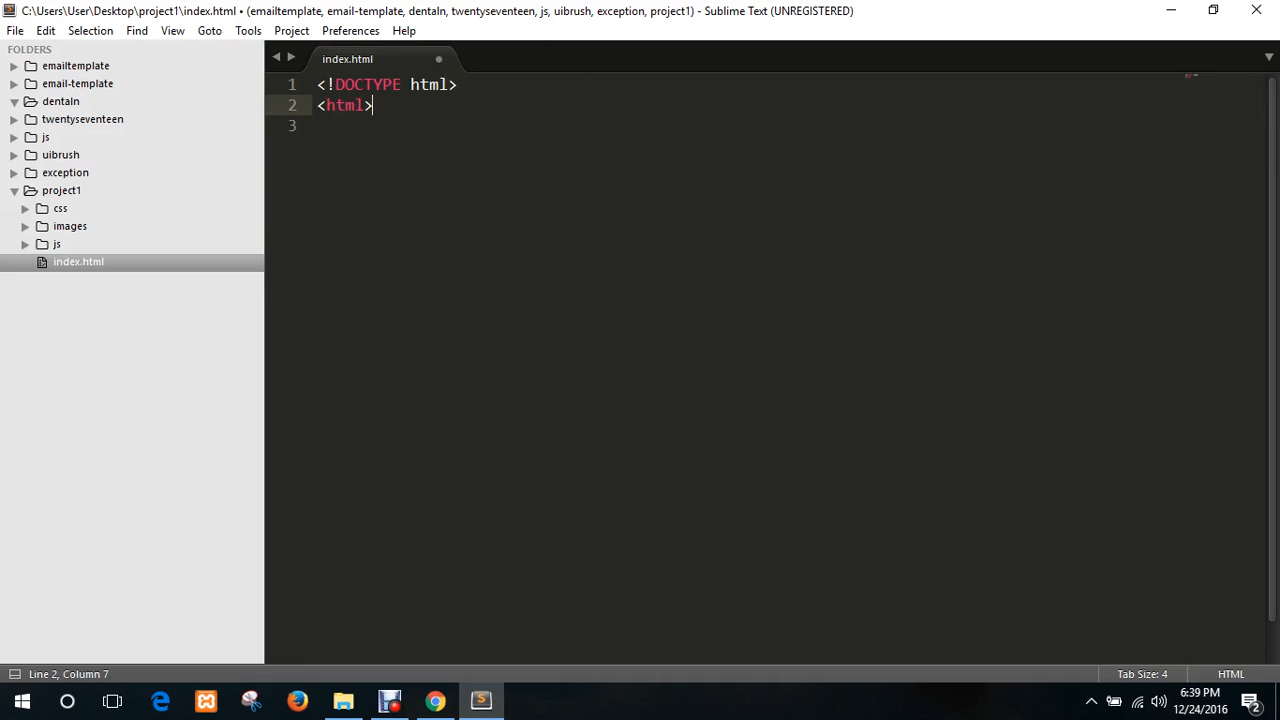 C:\Users\User\Desktop\project1\index.html • (emailtemplate, email-template, dentaln, twentyseventeen, js, uibrush, exception, project1) - Sublime Text (UNREGISTERED)
File Edit Selection Find View Goto Tools Project Preferences Help
FOLDERS
emailtemplate
email-template
dentaln
twentyseventeen
js
uibrush
exception
project1
css
images
js
index.html
index.html
1 <!DOCTYPE html>
2 <html>
3
Line 2, Column 7
Tab Size: 4
HTML
6:39 PM
12/24/2016
2